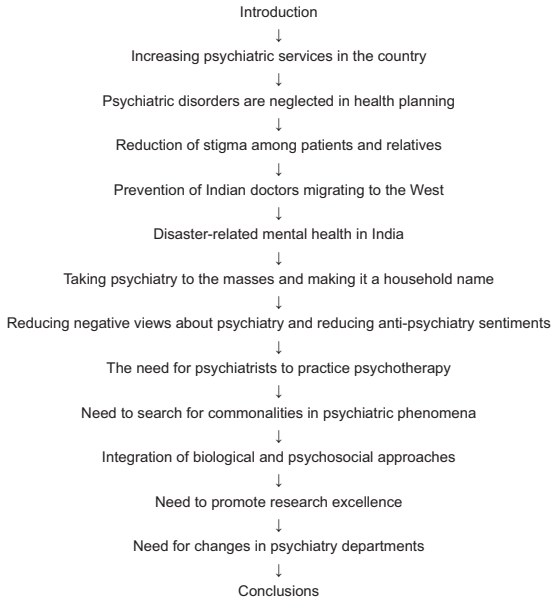 Introduction
↓
Increasing psychiatric services in the country
↓
Psychiatric disorders are neglected in health planning
↓
Reduction of stigma among patients and relatives
↓
Prevention of Indian doctors migrating to the West
↓
Disaster-related mental health in India
↓
Taking psychiatry to the masses and making it a household name
↓
Reducing negative views about psychiatry and reducing anti-psychiatry sentiments
↓
The need for psychiatrists to practice psychotherapy
↓
Need to search for commonalities in psychiatric phenomena
↓
Integration of biological and psychosocial approaches
↓
Need to promote research excellence
↓
Need for changes in psychiatry departments
↓
Conclusions